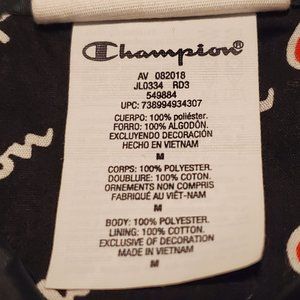 Champion®
AV 082018
JL0334 RD3
549884
UPC: 738994934307
CUERPO: 100% poliéster.
FORRO: 100% ALGODÓN.
EXCLUYENDO DECORACIÓN
HECHO EN VIETNAM
M
CORPS: 100% POLYESTER.
DOUBLURE: 100% COTON.
ORNEMENTS NON COMPRIS
FABRIQUÉ AU VIÊT-NAM
M
BODY: 100% POLYESTER
LINING: 100% COTTON
EXCLUSIVE OF DECORATION
MADE IN VIETNAM
M